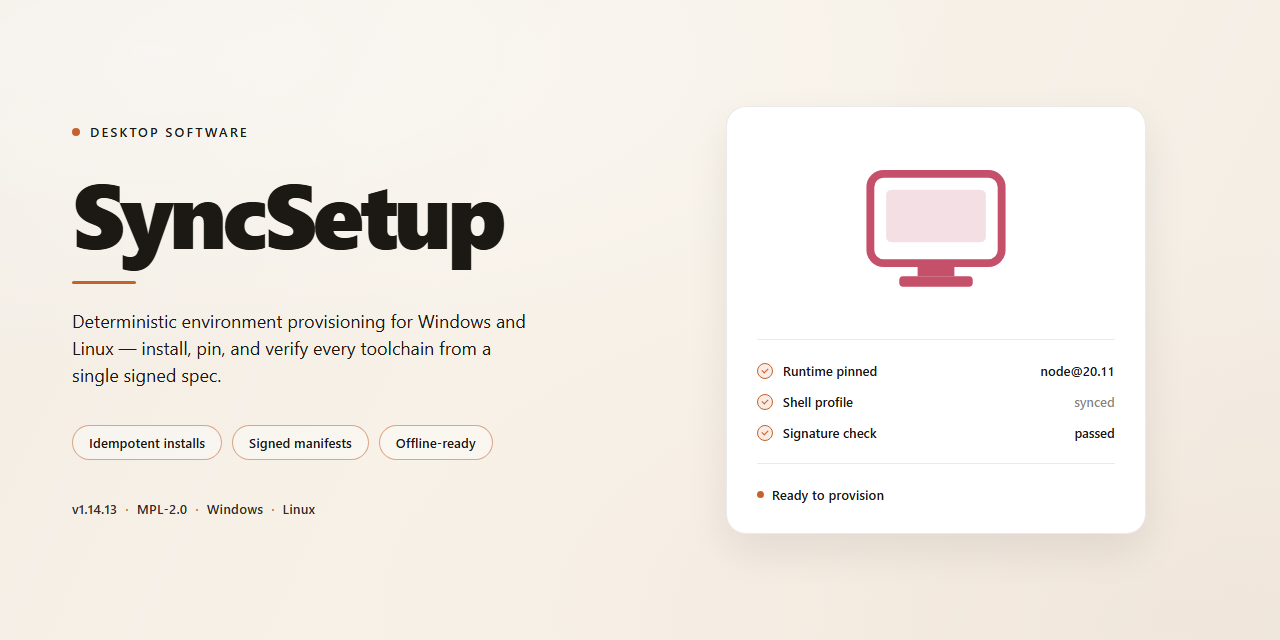 DESKTOP SOFTWARE
SyncSetup
Deterministic environment provisioning for Windows and
Linux — install, pin, and verify every toolchain from a
single signed spec.
Idempotent installs
Signed manifests
Offline-ready
v1.14.13 · MPL-2.0 · Windows · Linux
Runtime pinned node@20.11
Shell profile synced
Signature check passed
Ready to provision